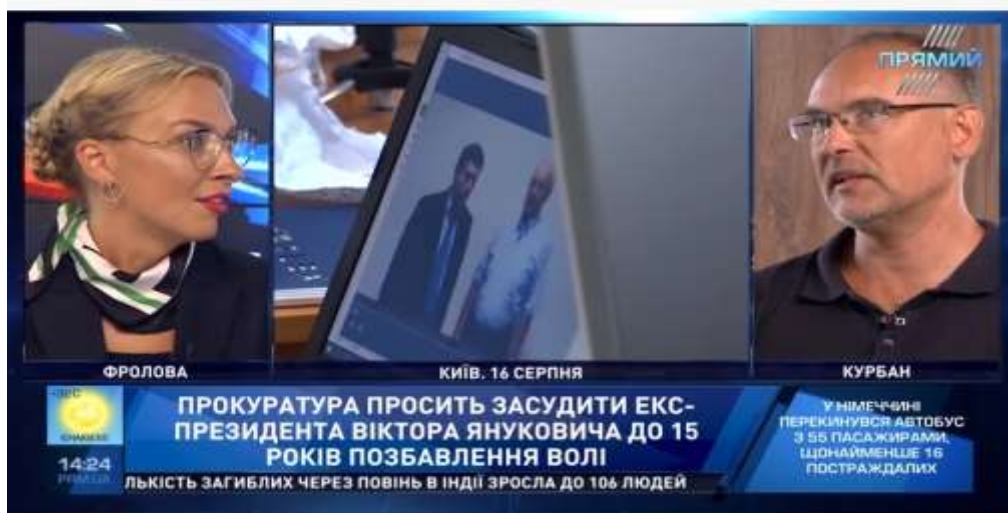 ПРЯМИЙ
ФРОЛОВА
КИЇВ. 16 СЕРПНЯ
КУРБАН
ПРОКУРАТУРА ПРОСИТЬ ЗАСУДИТИ ЕКС-
ПРЕЗИДЕНТА ВІКТОРА ЯНУКОВИЧА ДО 15
РОКІВ ПОЗБАВЛЕННЯ ВОЛІ
У НІМЕЧЧИНІ
ПЕРЕКИНУВСЯ АВТОБУС
З 55 ПАСАЖИРАМИ,
ЩОНАЙМЕНШЕ 16
ПОСТРАЖДАЛИХ
14:24
ЛЬКІСТЬ ЗАГИБЛИХ ЧЕРЕЗ ПОВІНЬ В ІНДІЇ ЗРОСЛА ДО 106 ЛЮДЕЙ